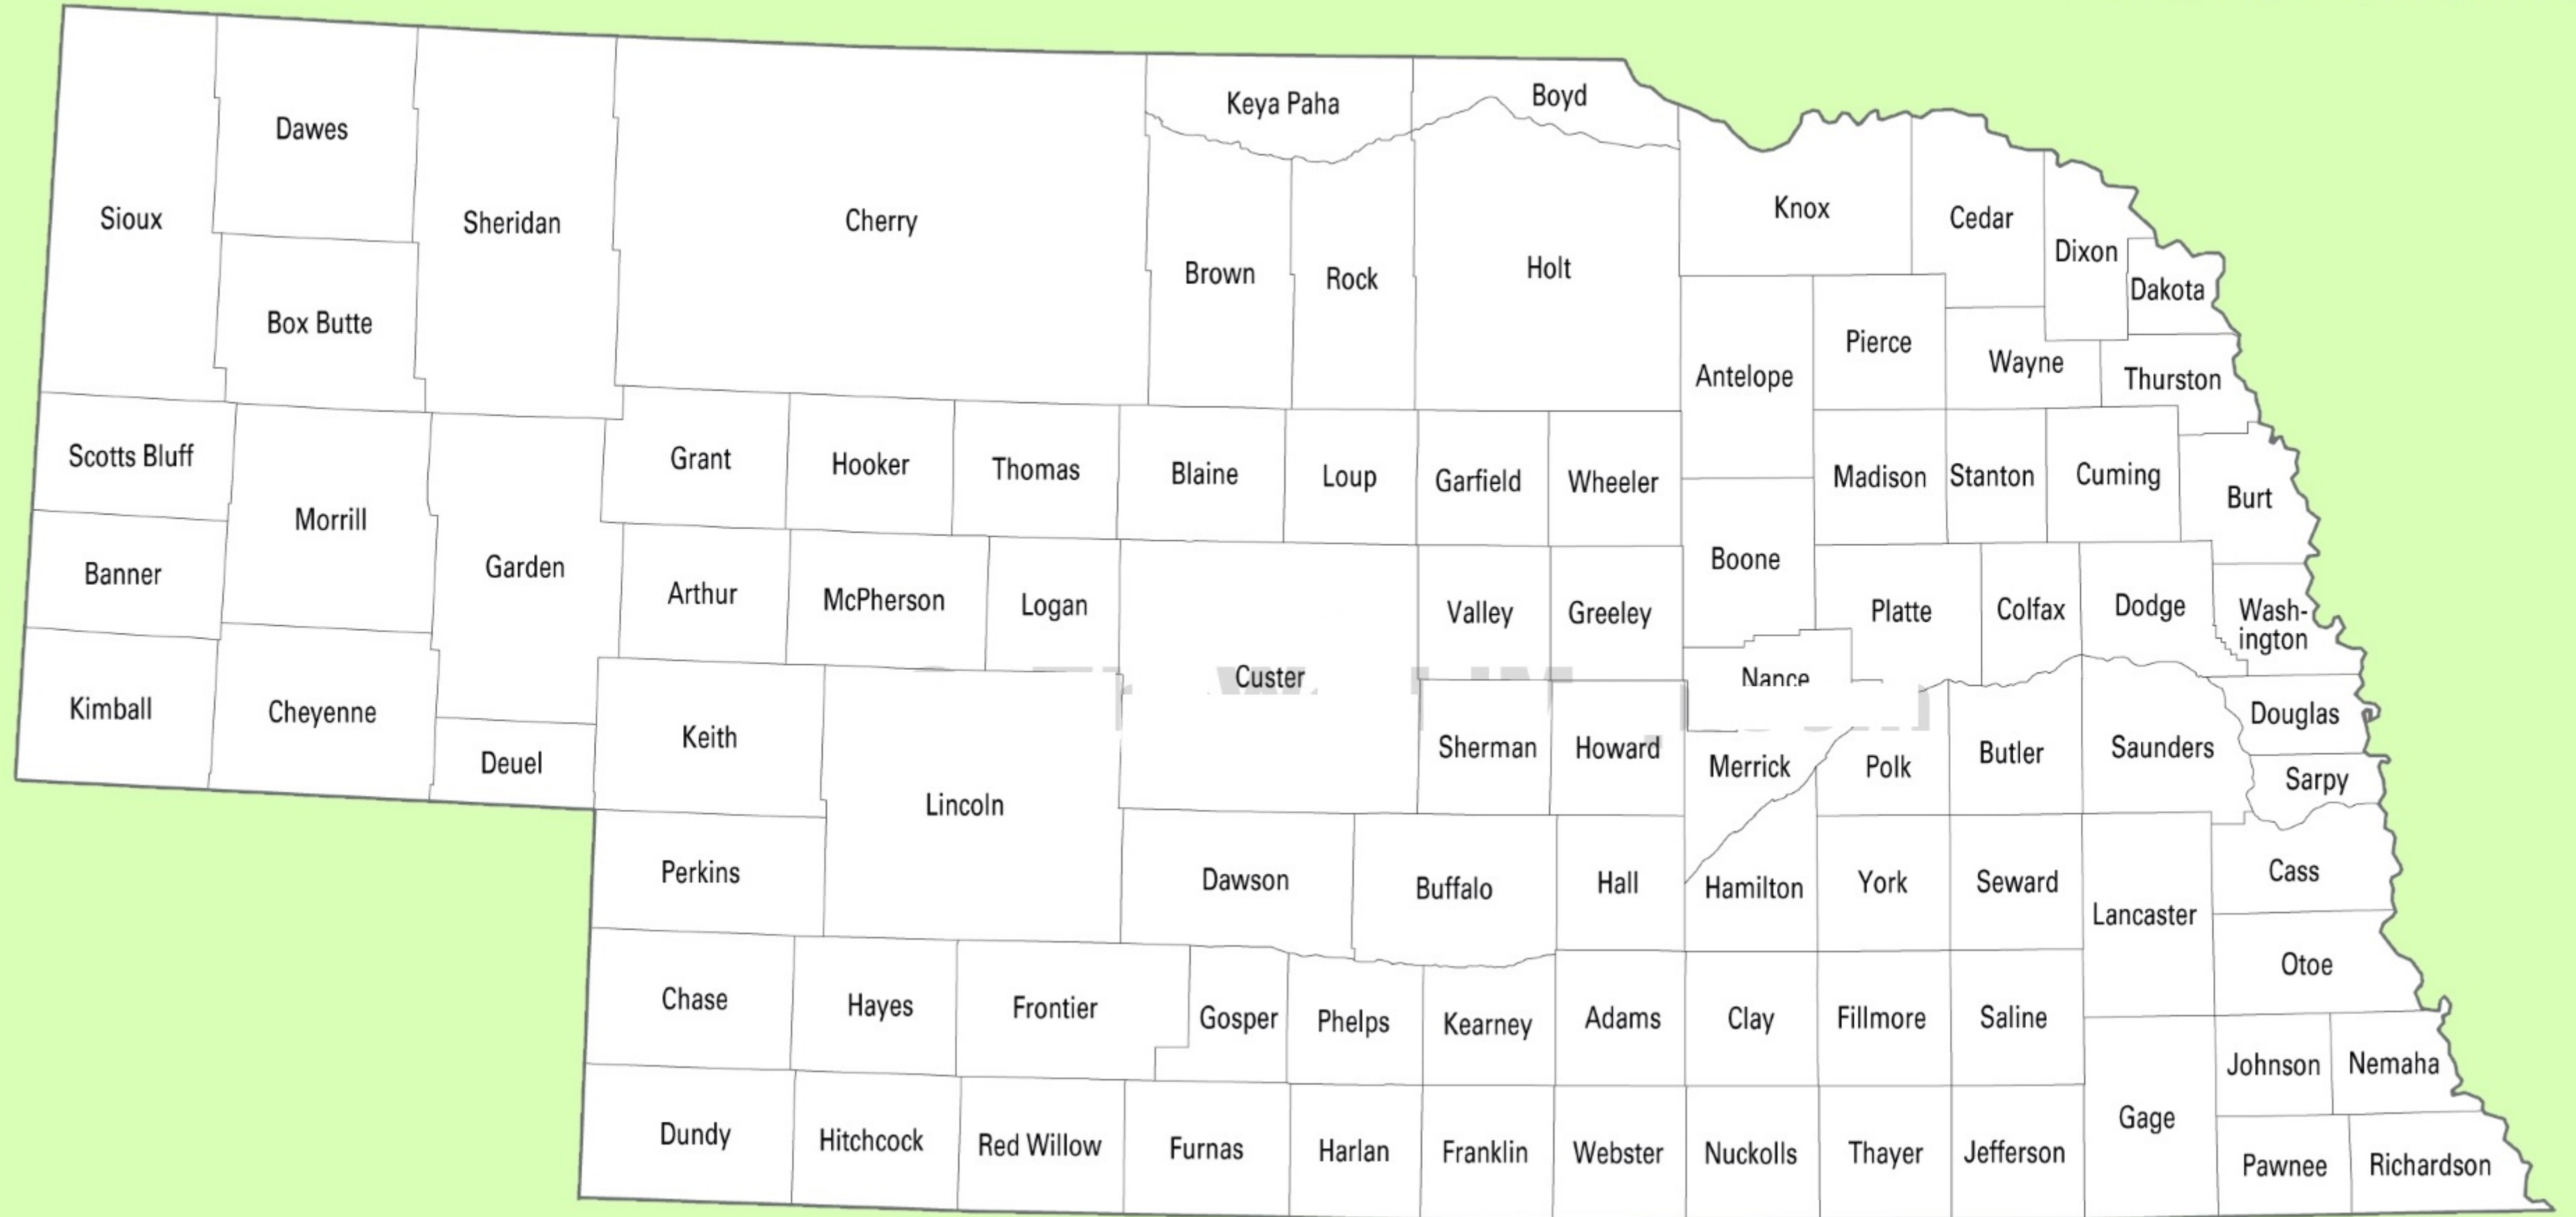 Keya Paha
Boyd
Dawes
Sioux
Sheridan
Cherry
Knox
Cedar
Dixon
Brown
Rock
Holt
Dakota
Box Butte
Pierce
Wayne
Antelope
Thurston
Scotts Bluff
Grant
Hooker
Thomas
Blaine
Loup
Garfield
Wheeler
Madison
Stanton
Cuming
Burt
Morrill
Banner
Garden
Arthur
McPherson
Logan
Valley
Greeley
Boone
Platte
Colfax
Dodge
Wash-
ington
Custer
Nance
Kimball
Cheyenne
Deuel
Keith
Lincoln
Sherman
Howard
Merrick
Polk
Butler
Saunders
Douglas
Sarpy
Perkins
Dawson
Buffalo
Hall
Hamilton
York
Seward
Lancaster
Cass
Otoe
Chase
Hayes
Frontier
Gosper
Phelps
Kearney
Adams
Clay
Fillmore
Saline
Johnson
Nemaha
Dundy
Hitchcock
Red Willow
Furnas
Harlan
Franklin
Webster
Nuckolls
Thayer
Jefferson
Gage
Pawnee
Richardson